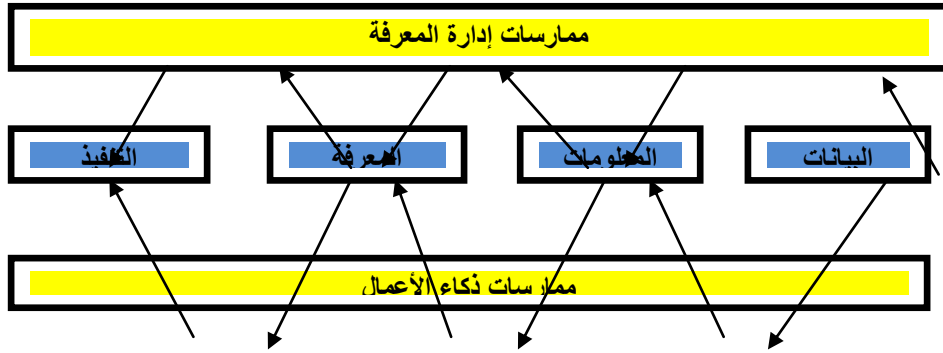 ممارسات إدارة المعرفة
البيانات
المعلومات
المعرفة
التنفيذ
ممارسات ذكاء الأعمال